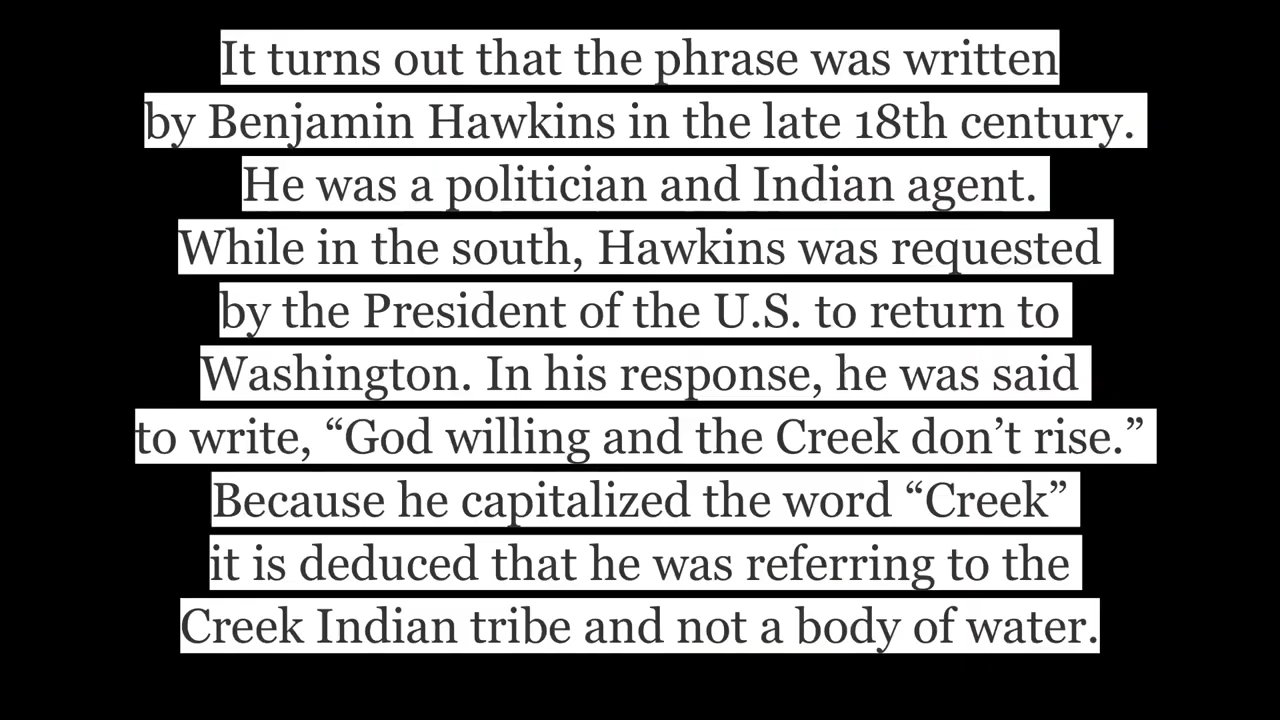 It turns out that the phrase was written
by Benjamin Hawkins in the late 18th century.
He was a politician and Indian agent.
While in the south, Hawkins was requested
by the President of the U.S. to return to
Washington. In his response, he was said
to write, “God willing and the Creek don’t rise.”
Because he capitalized the word “Creek”
it is deduced that he was referring to the
Creek Indian tribe and not a body of water.